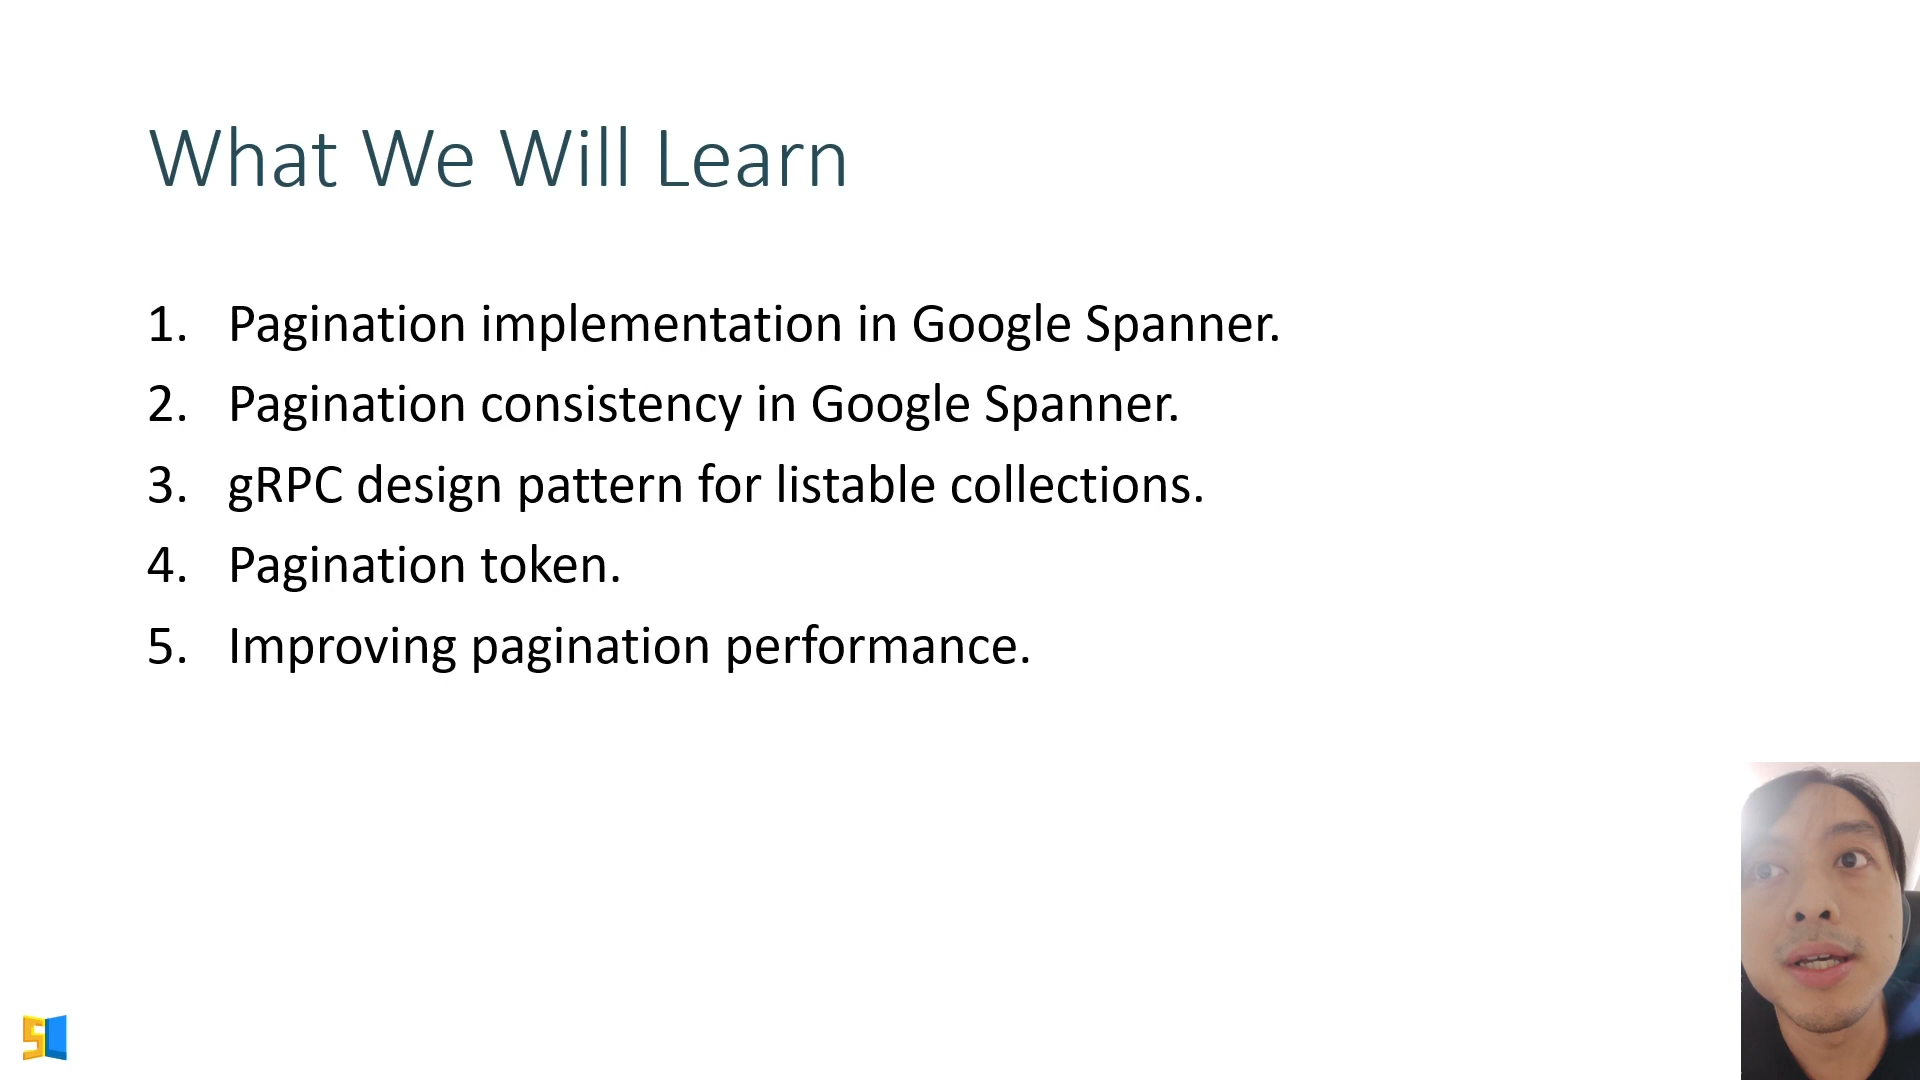 What We Will Learn
1. Pagination implementation in Google Spanner.
2. Pagination consistency in Google Spanner.
3. gRPC design pattern for listable collections.
4. Pagination token.
5. Improving pagination performance.